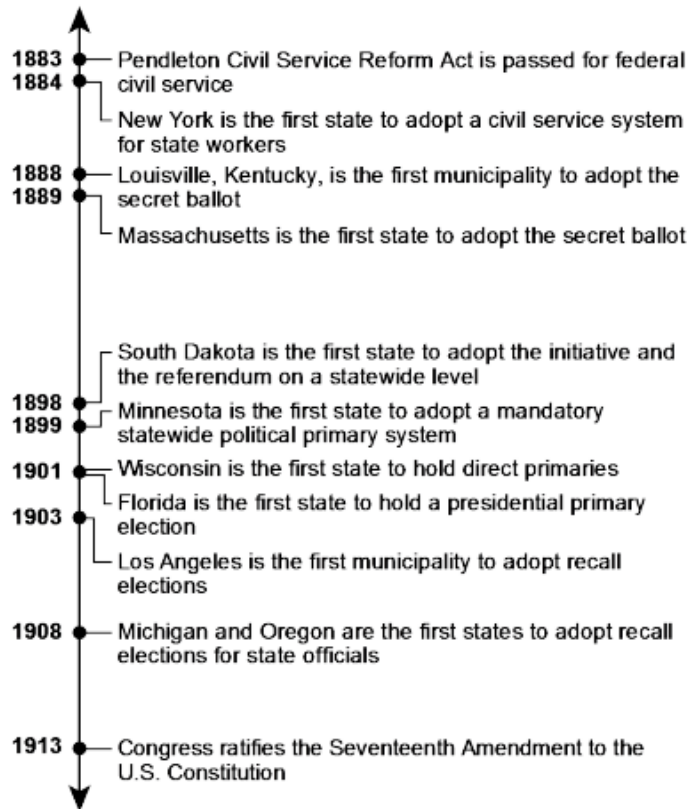 1883 Pendleton Civil Service Reform Act is passed for federal
1884 civil service
New York is the first state to adopt a civil service system
for state workers
1888 Louisville, Kentucky, is the first municipality to adopt the
1889 secret ballot
Massachusetts is the first state to adopt the secret ballot
South Dakota is the first state to adopt the initiative and
the referendum on a statewide level
1898
1899 Minnesota is the first state to adopt a mandatory
statewide political primary system
1901 Wisconsin is the first state to hold direct primaries
Florida is the first state to hold a presidential primary
1903 election
Los Angeles is the first municipality to adopt recall
elections
1908 Michigan and Oregon are the first states to adopt recall
elections for state officials
1913 Congress ratifies the Seventeenth Amendment to the
U.S. Constitution